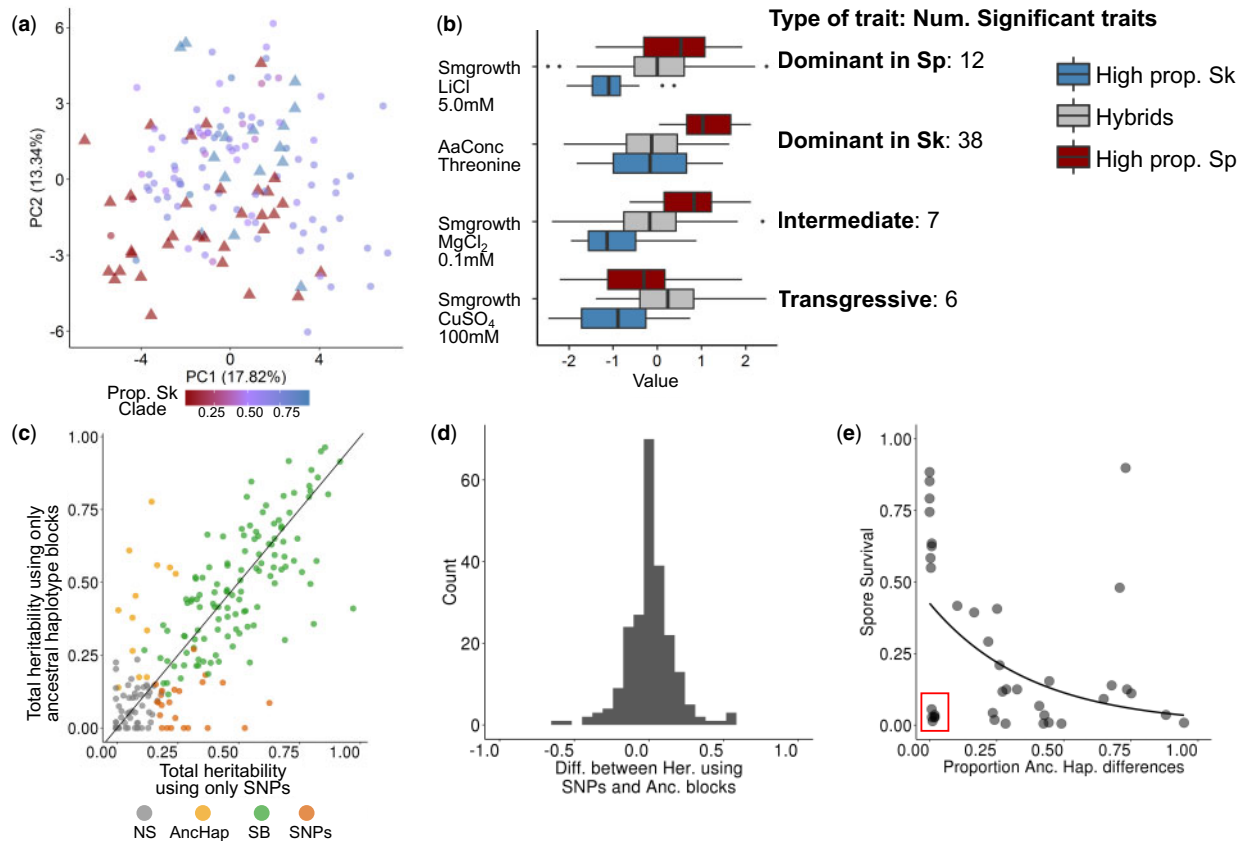 (a)
6
3
0
-3
-6
PC2 (13.34%)
-4
0
4
PC1 (17.82%)
Prop. Sk
Clade
0.25
0.50
0.75
(b)
Type of trait: Num. Significant traits
Smgrowth
LiCl
5.0mM
Dominant in Sp: 12
AaConc
Threonine
Dominant in Sk: 38
Smgrowth
MgCl2
0.1mM
Intermediate: 7
Smgrowth
CuSO4
100mM
Transgressive: 6
-2
-1
0
1
2
Value
High prop. Sk
Hybrids
High prop. Sp
(c)
1.00
0.75
0.50
0.25
0.00
Total heritability using only
ancestral haplotype blocks
0.00
0.25
0.50
0.75
1.00
Total heritability
using only SNPs
NS
AncHap
SB
SNPs
(d)
60
40
20
0
Count
-1.0
-0.5
0.0
0.5
1.0
Diff. between Her. using
SNPs and Anc. blocks
(e)
1.00
0.75
0.50
0.25
0.00
Spore Survival
0.00
0.25
0.50
0.75
1.00
Proportion Anc. Hap. differences